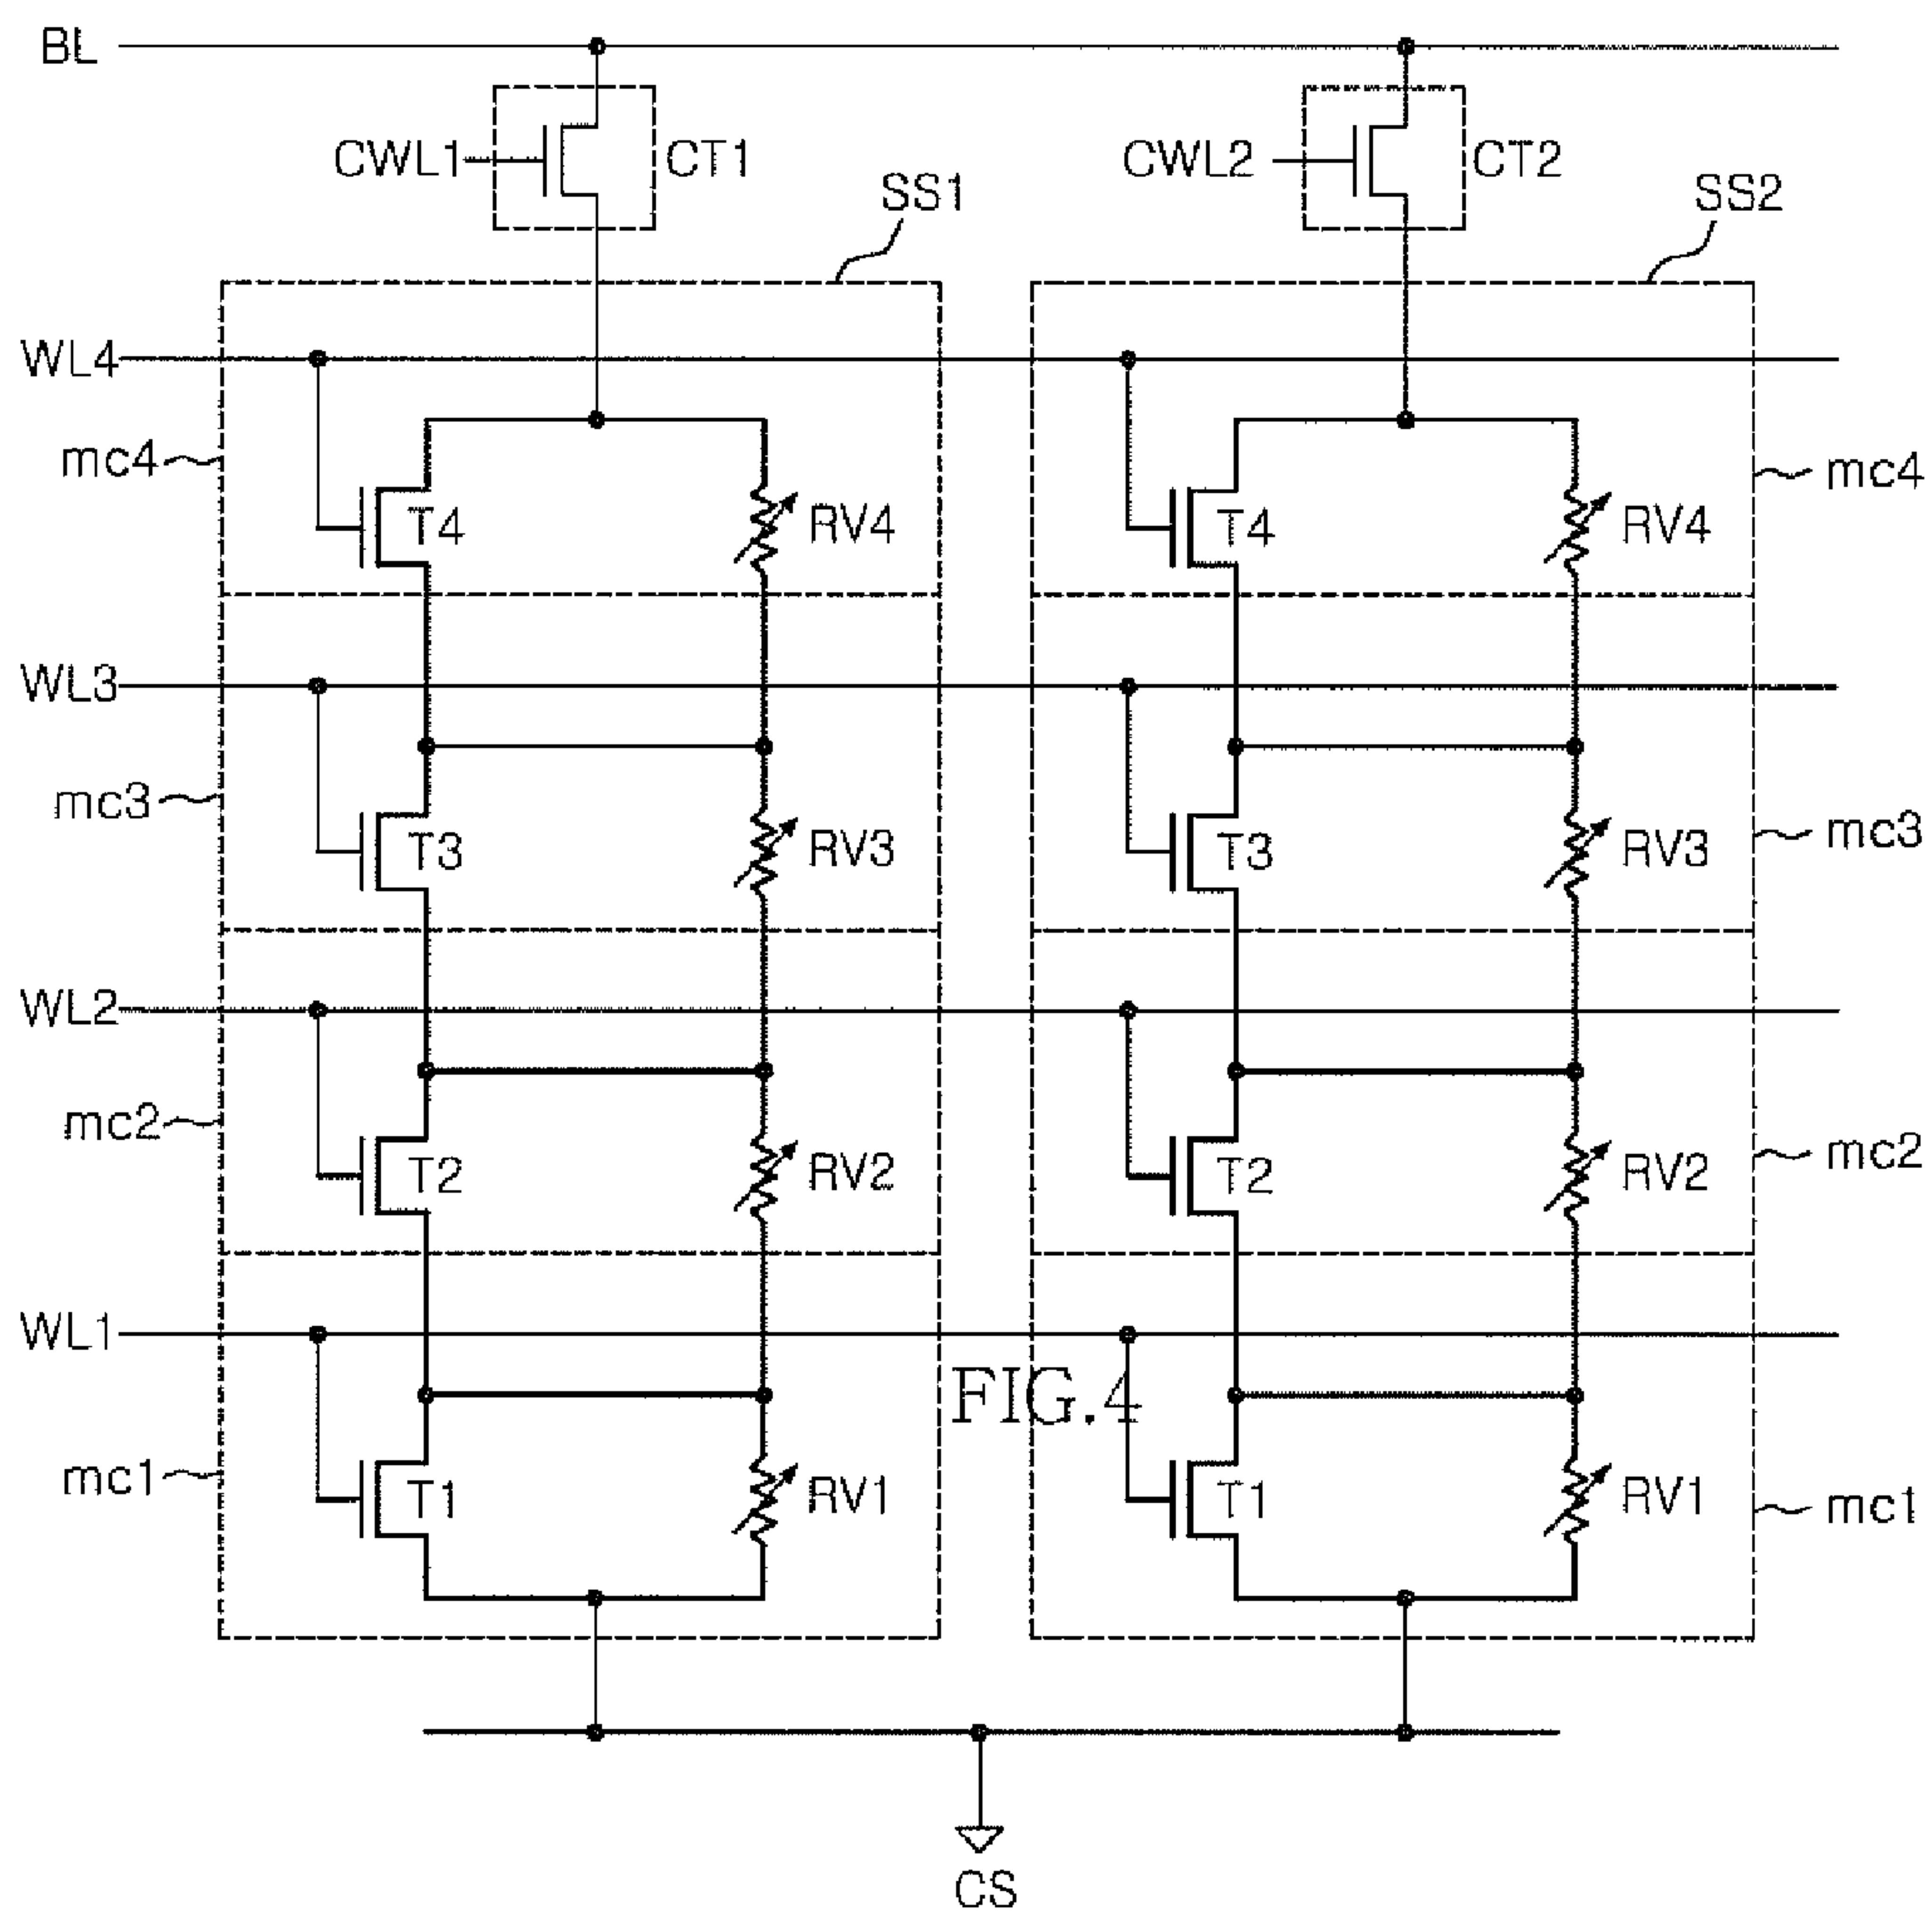 BL
CWL1 CT1 CWL2 CT2
SS1 SS2
WL4
mc4 T4 RV4 T4 RV4 mc4
WL3
mc3 T3 RV3 T3 RV3 mc3
WL2
mc2 T2 RV2 T2 RV2 mc2
WL1
FIG.4
mc1 T1 RV1 T1 RV1 mc1
CS